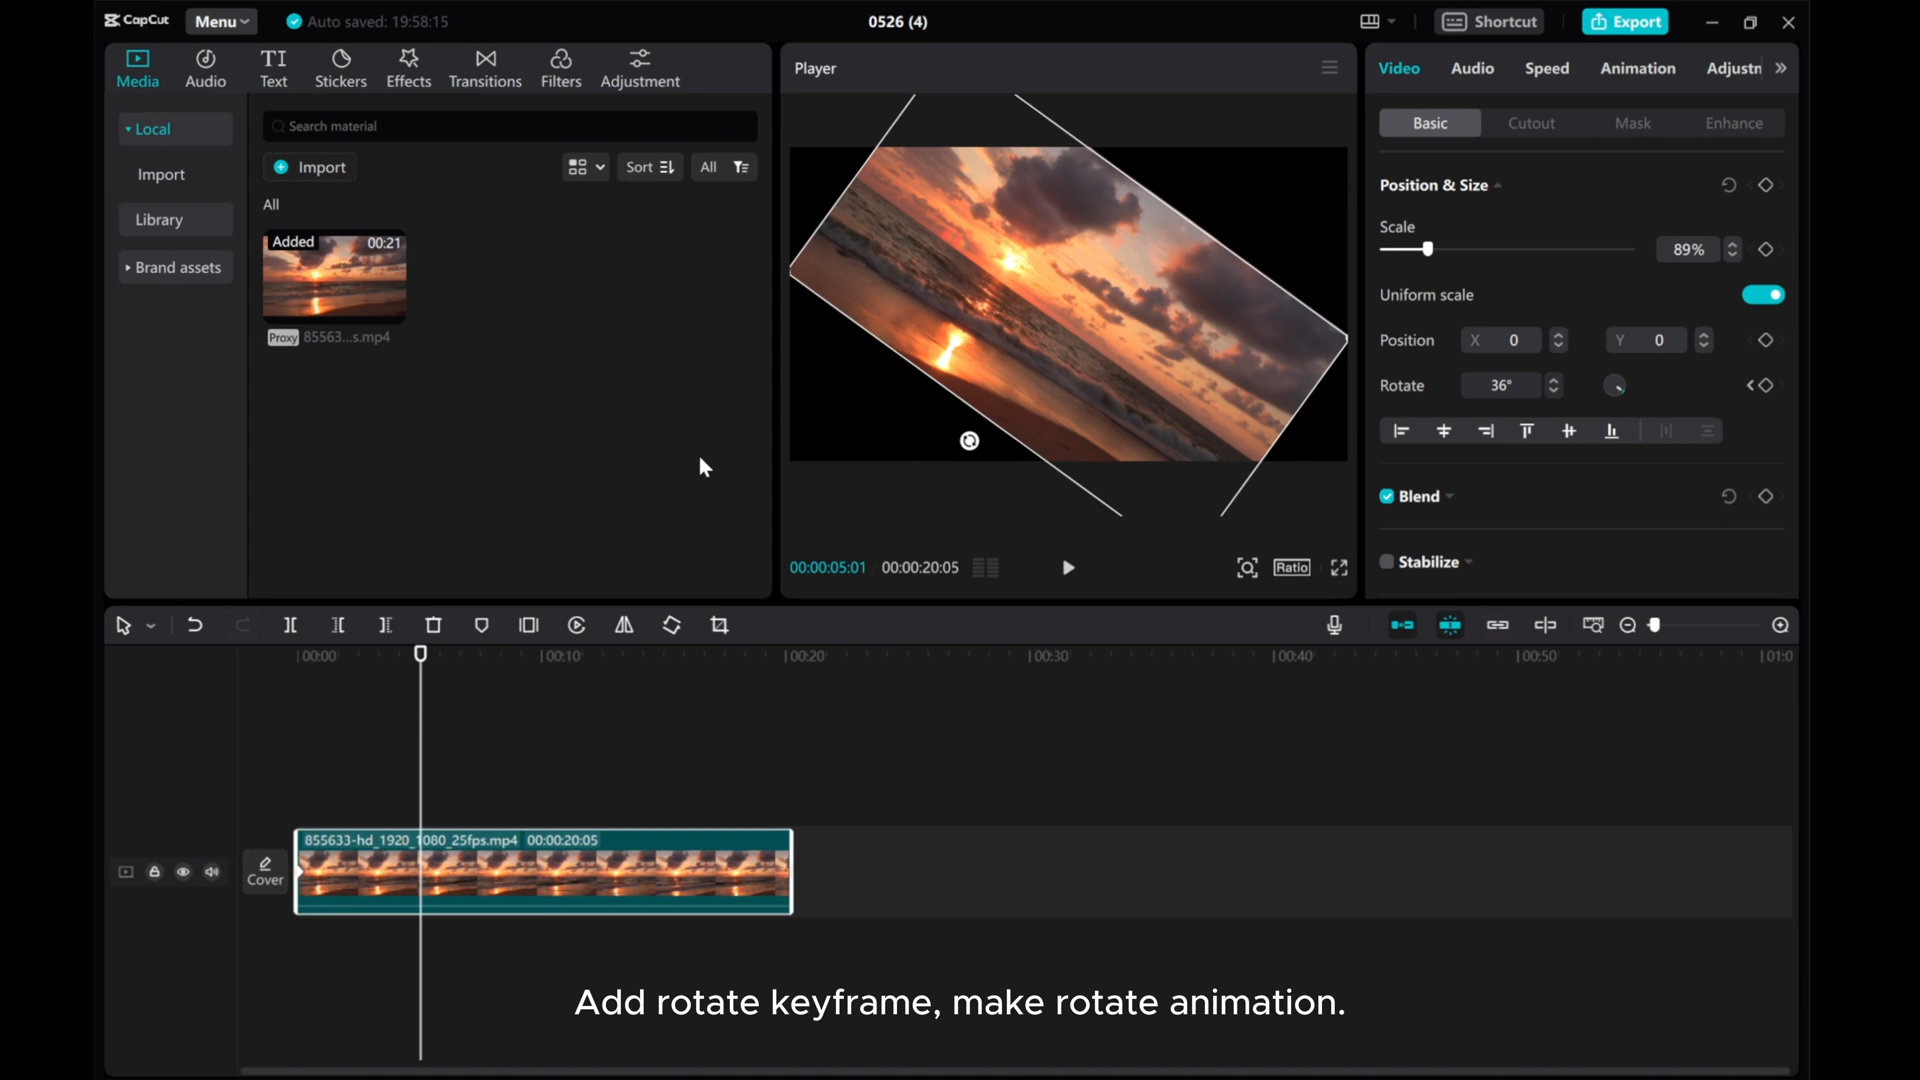 CapCut
Menu
Auto saved: 19:58:15
0526 (4)
Shortcut
Export
Media
Audio
Text
Stickers
Effects
Transitions
Filters
Adjustment
Local
Import
Library
Brand assets
Search material
Import
Sort
All
All
Added
00:21
Proxy
85563...s.mp4
Player
00:00:05:01
00:00:20:05
Ratio
Video
Audio
Speed
Animation
Adjustn
Basic
Cutout
Mask
Enhance
Position & Size
Scale
89%
Uniform scale
Position
X 0
Y 0
Rotate
36°
Blend
Stabilize
00:00
00:10
00:20
00:30
00:40
00:50
01:0
855633-hd_1920_1080_25fps.mp4 00:00:20:05
Cover
Add rotate keyframe, make rotate animation.